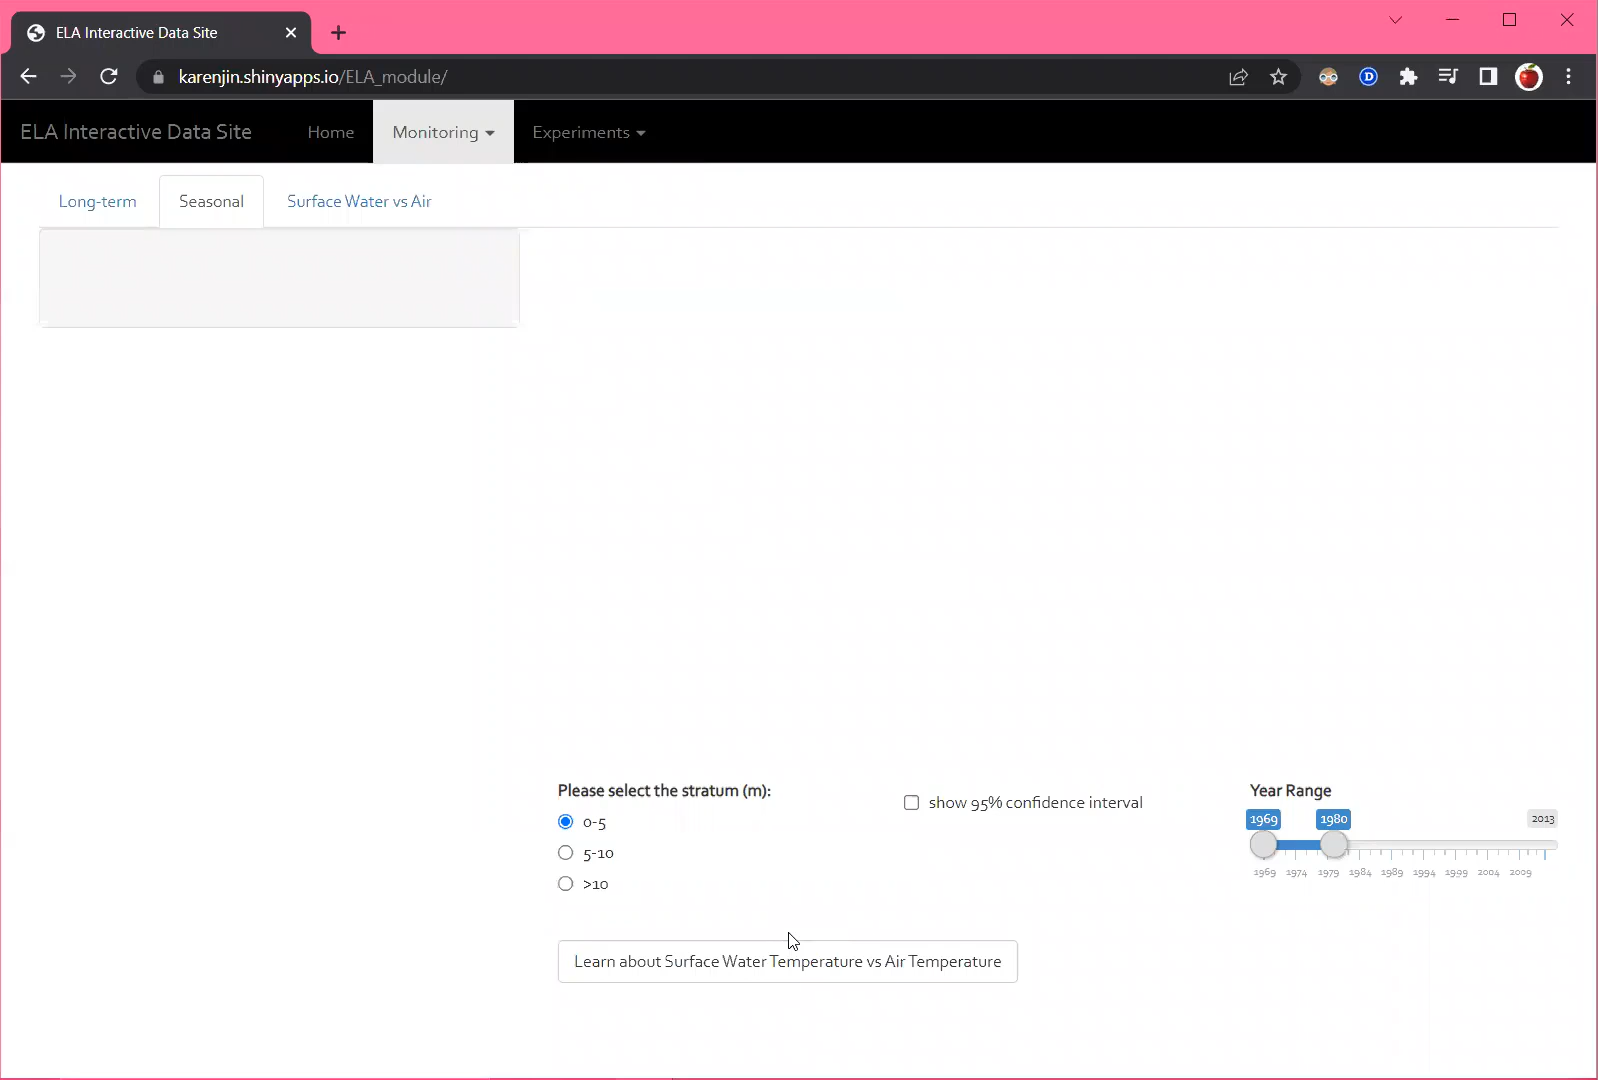 ELA Interactive Data Site
karenjin.shinyapps.io/ELA_module/
D
ELA Interactive Data Site
Home
Monitoring
Experiments
Long-term
Seasonal
Surface Water vs Air
Please select the stratum (m):
0-5
5-10
>10
show 95% confidence interval
Year Range
1969 1980 2013
1969 1974 1979 1984 1989 1994 1999 2004 2009
Learn about Surface Water Temperature vs Air Temperature